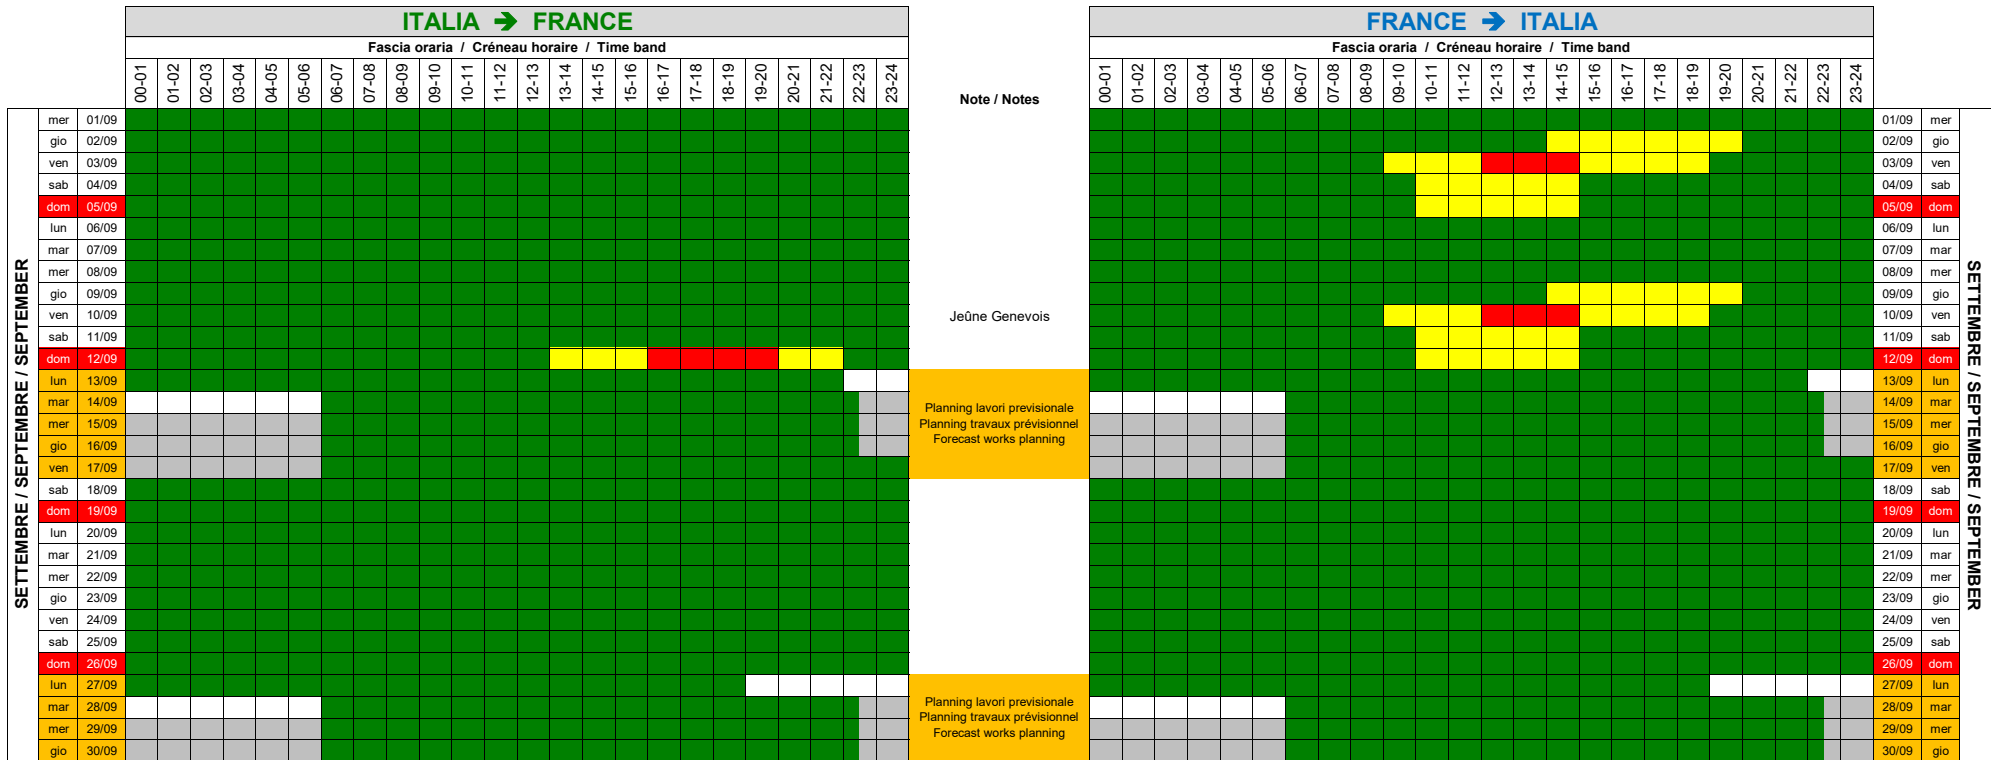 ITALIA ➔ FRANCE
FRANCE ➔ ITALIA
Fascia oraria / Créneau horaire / Time band
Fascia oraria / Créneau horaire / Time band
00-01 01-02 02-03 03-04 04-05 05-06 06-07 07-08 08-09 09-10 10-11 11-12 12-13 13-14 14-15 15-16 16-17 17-18 18-19 19-20 20-21 21-22 22-23 23-24
Note / Notes
00-01 01-02 02-03 03-04 04-05 05-06 06-07 07-08 08-09 09-10 10-11 11-12 12-13 13-14 14-15 15-16 16-17 17-18 18-19 19-20 20-21 21-22 22-23 23-24
SETTEMBRE / SEPTEMBRE / SEPTEMBER
mer 01/09 01/09 mer
gio 02/09 02/09 gio
ven 03/09 03/09 ven
sab 04/09 04/09 sab
dom 05/09 05/09 dom
lun 06/09 06/09 lun
mar 07/09 07/09 mar
mer 08/09 08/09 mer
gio 09/09 09/09 gio
ven 10/09 Jeûne Genevois 10/09 ven
sab 11/09 11/09 sab
dom 12/09 12/09 dom
lun 13/09 13/09 lun
mar 14/09 14/09 mar
mer 15/09 15/09 mer
gio 16/09 16/09 gio
ven 17/09 17/09 ven
Planning lavori previsionale
Planning travaux prévisionnel
Forecast works planning
sab 18/09 18/09 sab
dom 19/09 19/09 dom
lun 20/09 20/09 lun
mar 21/09 21/09 mar
mer 22/09 22/09 mer
gio 23/09 23/09 gio
ven 24/09 24/09 ven
sab 25/09 25/09 sab
dom 26/09 26/09 dom
lun 27/09 27/09 lun
mar 28/09 28/09 mar
mer 29/09 29/09 mer
gio 30/09 30/09 gio
Planning lavori previsionale
Planning travaux prévisionnel
Forecast works planning
SETTEMBRE / SEPTEMBRE / SEPTEMBER